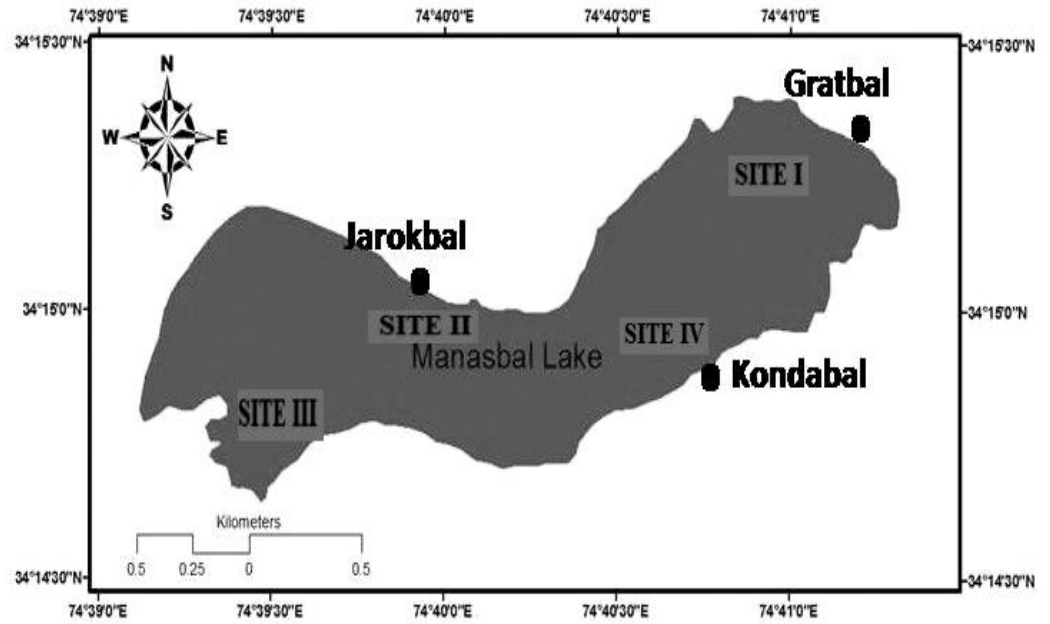 74°39'0"E 74°39'30"E 74°40'0"E 74°40'30"E 74°41'0"E
34°15'30"N 34°15'30"N
N
W E
S
Gratbal
SITE I
Jarokbal
34°15'0"N 34°15'0"N
SITE II
SITE IV
Manasbal Lake
Kondabal
SITE III
Kilometers
0.5 0.25 0 0.5
34°14'30"N 34°14'30"N
74°39'0"E 74°39'30"E 74°40'0"E 74°40'30"E 74°41'0"E